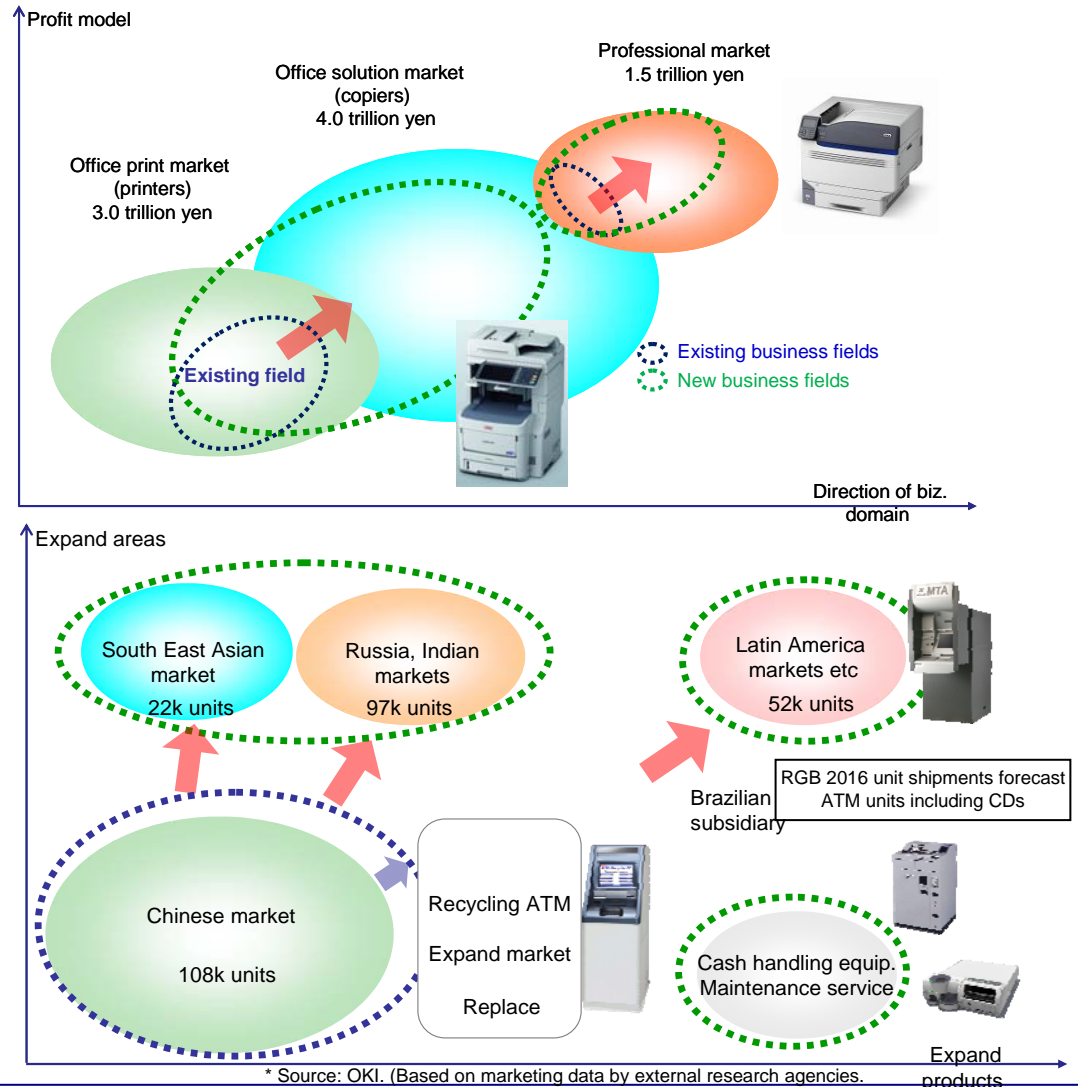 Profit model
Professional market
1.5 trillion yen
Office solution market
(copiers)
4.0 trillion yen
Office print market
(printers)
3.0 trillion yen
Existing field
Existing business fields
New business fields
Direction of biz.
domain
Expand areas
South East Asian
market
22k units
Russia, Indian
markets
97k units
Latin America
markets etc
52k units
MTA
RGB 2016 unit shipments forecast
ATM units including CDs
Brazilian
subsidiary
Chinese market
108k units
Recycling ATM
Expand market
Replace
Cash handling equip.
Maintenance service
Expand
products
* Source: OKI. (Based on marketing data by external research agencies.